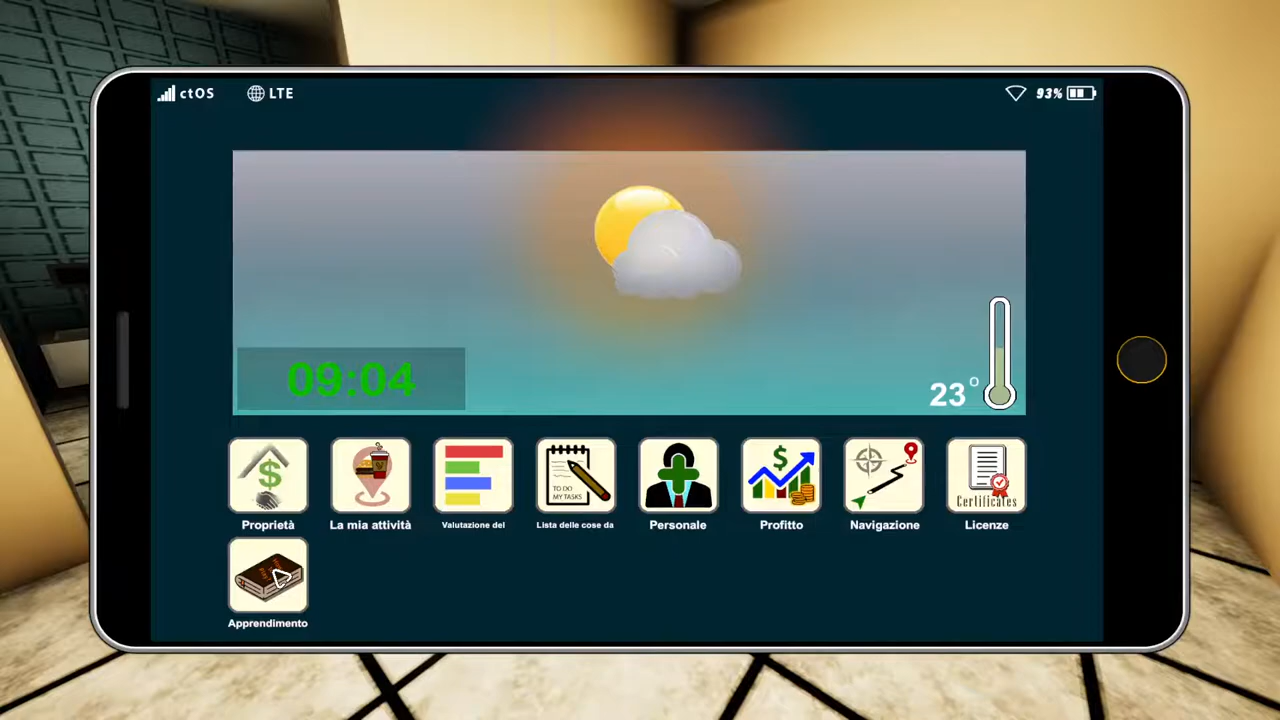 ctOS
LTE
93%
09:04
23°
TO DO
MY TASKS
Certificates
Proprietà
La mia attività
Valutazione del
Lista delle cose da
Personale
Profitto
Navigazione
Licenze
Apprendimento